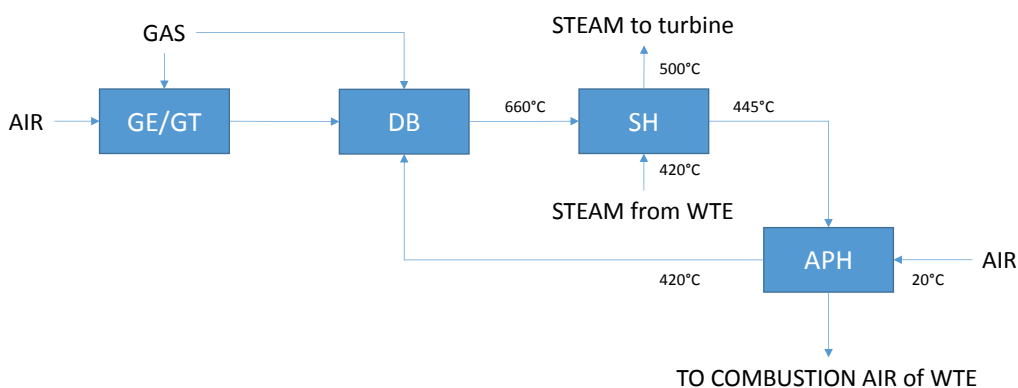 STEAM to turbine
GAS
500°C
660°C
445°C
AIR
GE/GT
DB
SH
420°C
STEAM from WTE
APH
AIR
420°C
20°C
TO COMBUSTION AIR of WTE